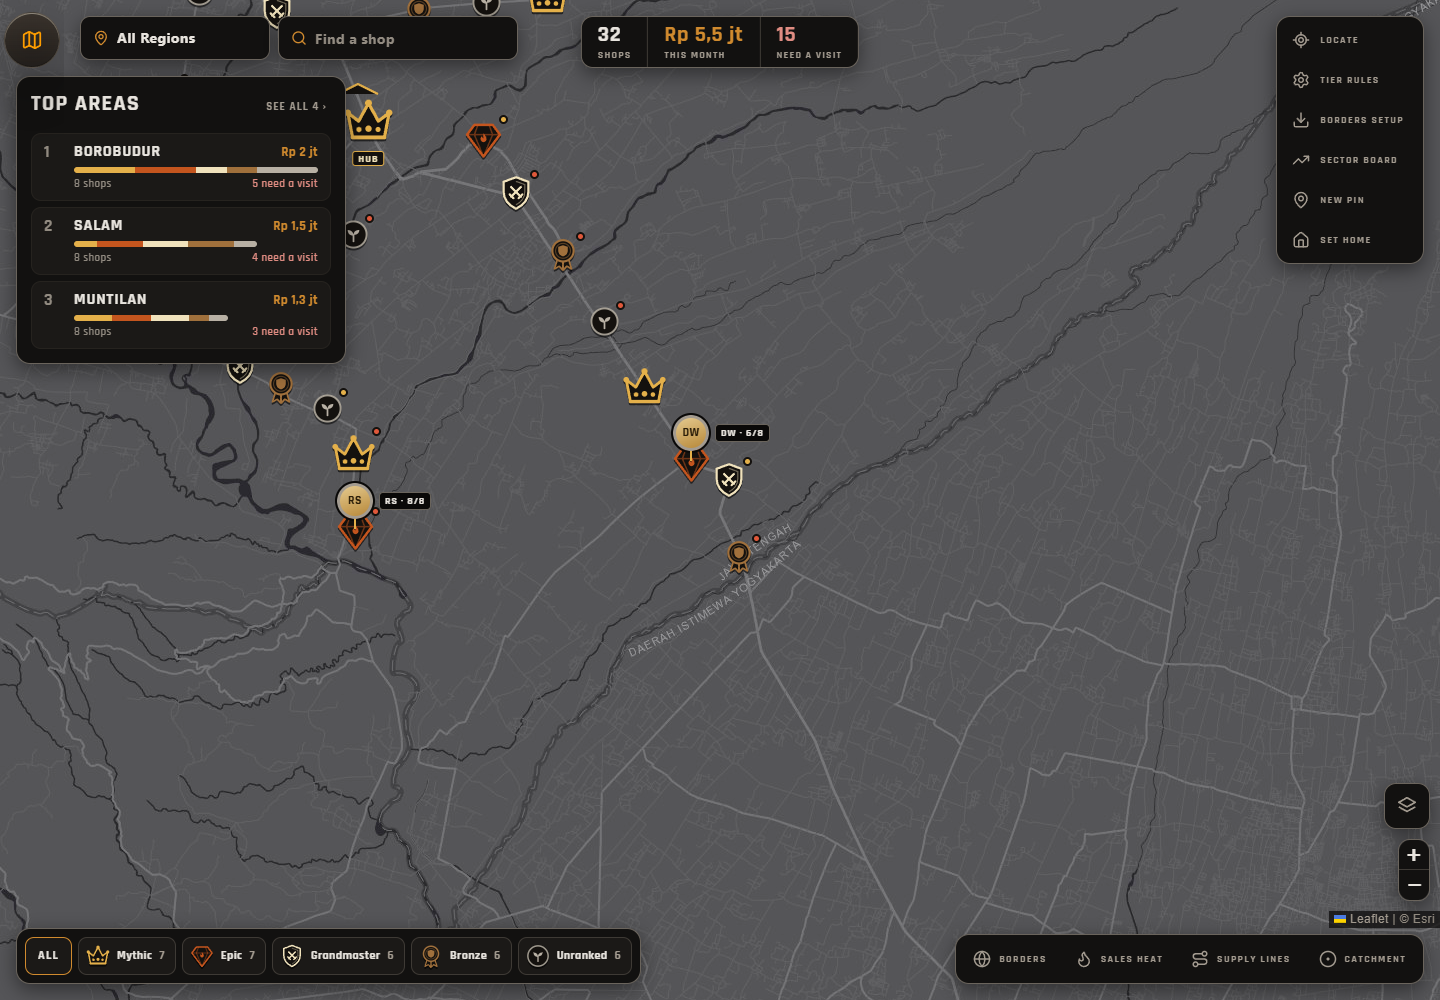 All Regions
Find a shop
32
SHOPS
Rp 5,5 jt
THIS MONTH
15
NEED A VISIT
LOCATE
TIER RULES
BORDERS SETUP
SECTOR BOARD
NEW PIN
SET HOME
TOP AREAS
SEE ALL 4 ›
1
BOROBUDUR
Rp 2 jt
8 shops
5 need a visit
2
SALAM
Rp 1,5 jt
8 shops
4 need a visit
3
MUNTILAN
Rp 1,3 jt
8 shops
3 need a visit
HUB
DW
DW · 6/8
RS
RS · 8/8
DAERAH ISTIMEWA YOGYAKARTA
+
−
Leaflet | © Esri
ALL
Mythic 7
Epic 7
Grandmaster 6
Bronze 6
Unranked 6
BORDERS
SALES HEAT
SUPPLY LINES
CATCHMENT